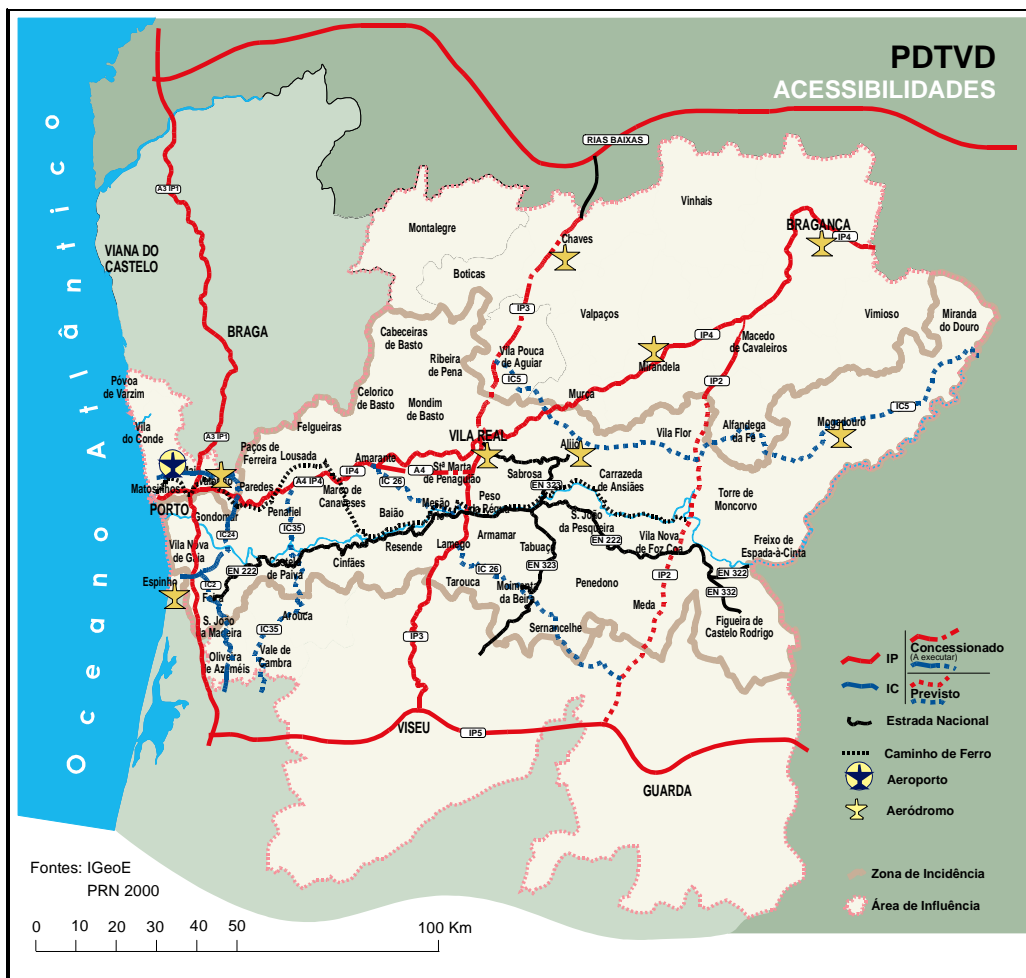 PDTVD
ACESSIBILIDADES
Oceano Atlântico
RIAS BAIXAS
A3 IP1
Vinhais
Montalegre
BRAGANÇA
IP4
Chaves
VIANA DO
CASTELO
Boticas
IP3
Valpaços
Vimioso
Miranda
do Douro
BRAGA
Cabeceiras
de Basto
IP4
Macedo
de Cavaleiros
Ribeira
de Pena
Vila Pouca
de Aguiar
Mirandela
Póvoa
de Varzim
IC5
IP2
Celorico
de Basto
Mondim
de Basto
Murça
IC5
Vila
do Conde
Felgueiras
Mogadouro
Alfandega
da Fé
Vila Flor
A3 IP1
Paços de
Ferreira
Lousada
VILA REAL
Alijó
Amarante
Matosinhos
Paredes
A4 IP4
IP4
A4
Stª Marta
de Penaguião
Sabrosa
Carrazeda
de Ansiães
IC 26
EN 323
Marco de
Canaveses
PORTO
Gondomar
Penafiel
Baião
Mesão
Peso
da Régua
Torre de
Moncorvo
S. João
da Pesqueira
IC24
IC35
Vila Nova
de Gaia
Resende
Lamego
Armamar
Tabuaço
EN 222
Vila Nova
de Foz Coa
Freixo de
Espada-à-Cinta
Castelo
de Paiva
Cinfães
EN 222
Espinho
IC2
Feira
Tarouca
IC 26
EN 323
Moimenta
da Beira
Penedono
IP2
EN 322
EN 332
Meda
Arouca
S. João
da Madeira
IC35
IP3
Sernancelhe
Figueira de
Castelo Rodrigo
Oliveira
de Azeméis
Vale de
Cambra
VISEU
IP5
GUARDA
IP
Concessionado
(A executar)
IC
Previsto
Estrada Nacional
Caminho de Ferro
Aeroporto
Aeródromo
Zona de Incidência
Área de Influência
Fontes: IGeoE
PRN 2000
0 10 20 30 40 50 100 Km